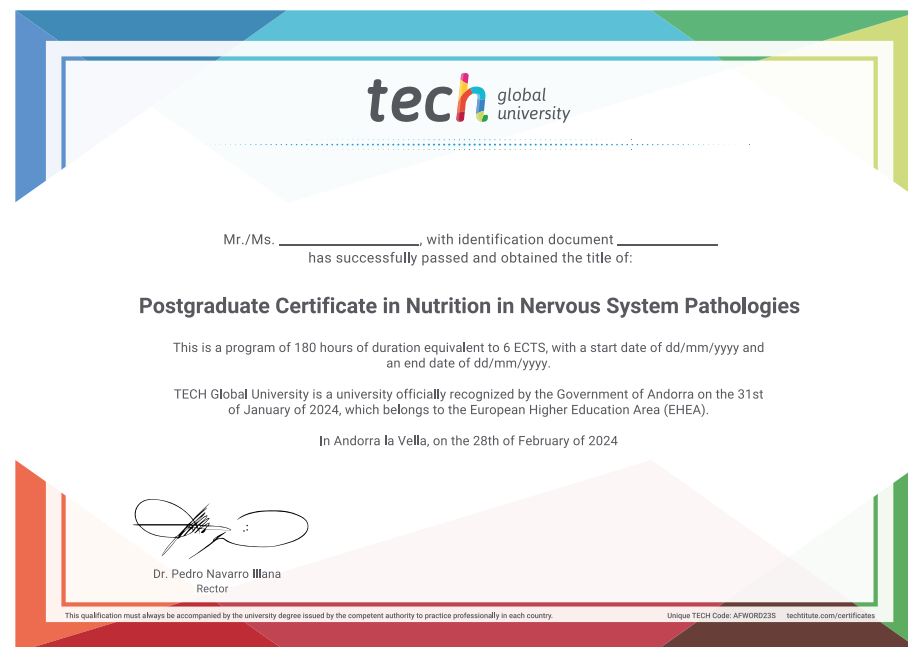 tech global university
Mr./Ms. ____________, with identification document ____________
has successfully passed and obtained the title of:
Postgraduate Certificate in Nutrition in Nervous System Pathologies
This is a program of 180 hours of duration equivalent to 6 ECTS, with a start date of dd/mm/yyyy and
an end date of dd/mm/yyyy.
TECH Global University is a university officially recognized by the Government of Andorra on the 31st
of January of 2024, which belongs to the European Higher Education Area (EHEA).
In Andorra la Vella, on the 28th of February of 2024
Dr. Pedro Navarro Illana
Rector
This qualification must always be accompanied by the university degree issued by the competent authority to practice professionally in each country.
Unique TECH Code: AFWORD23S techtitute.com/certificates